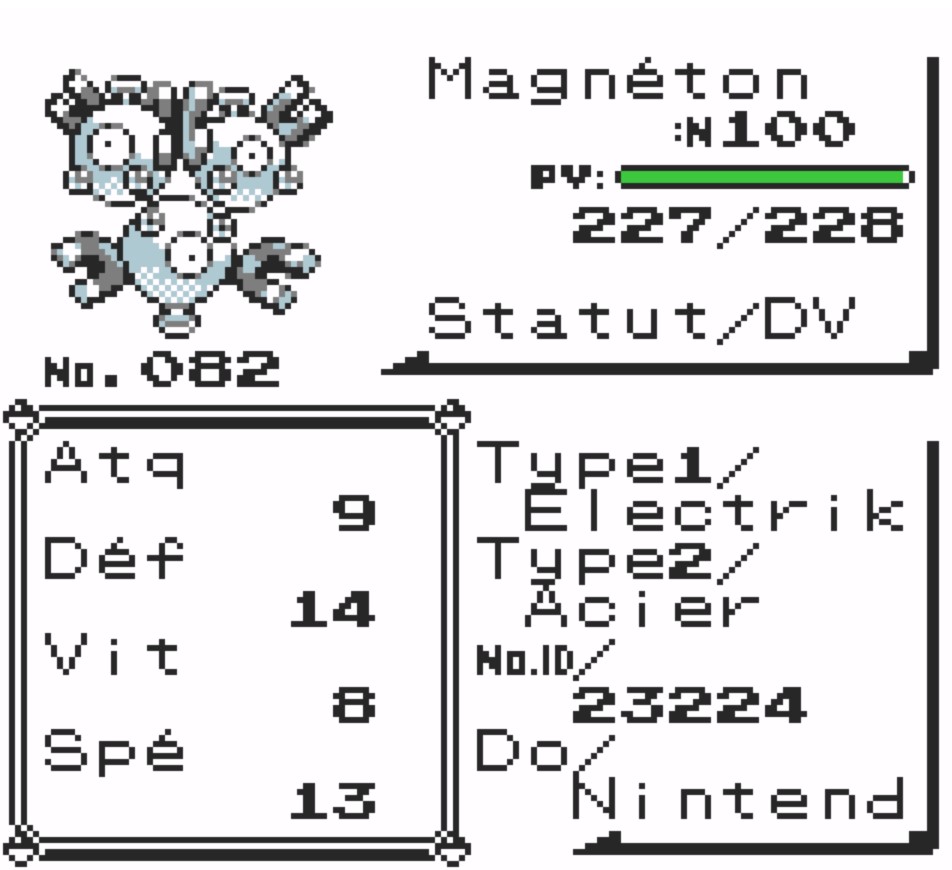 Magnéton
:N100
PV:
227/228
Statut/DV
No.082
Atq
9
Déf
14
Vit
8
Spé
13
Type1/
Électrik
Type2/
Acier
No.ID/
23224
Do/
Nintend